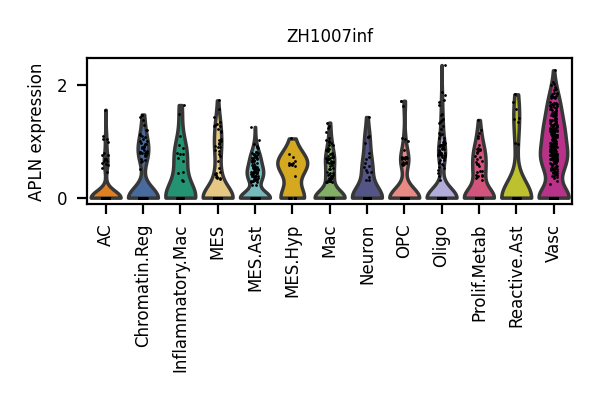 ZH1007inf
APLN expression
2
0
AC
Chromatin.Reg
Inflammatory.Mac
MES
MES.Ast
MES.Hyp
Mac
Neuron
OPC
Oligo
Prolif.Metab
Reactive.Ast
Vasc